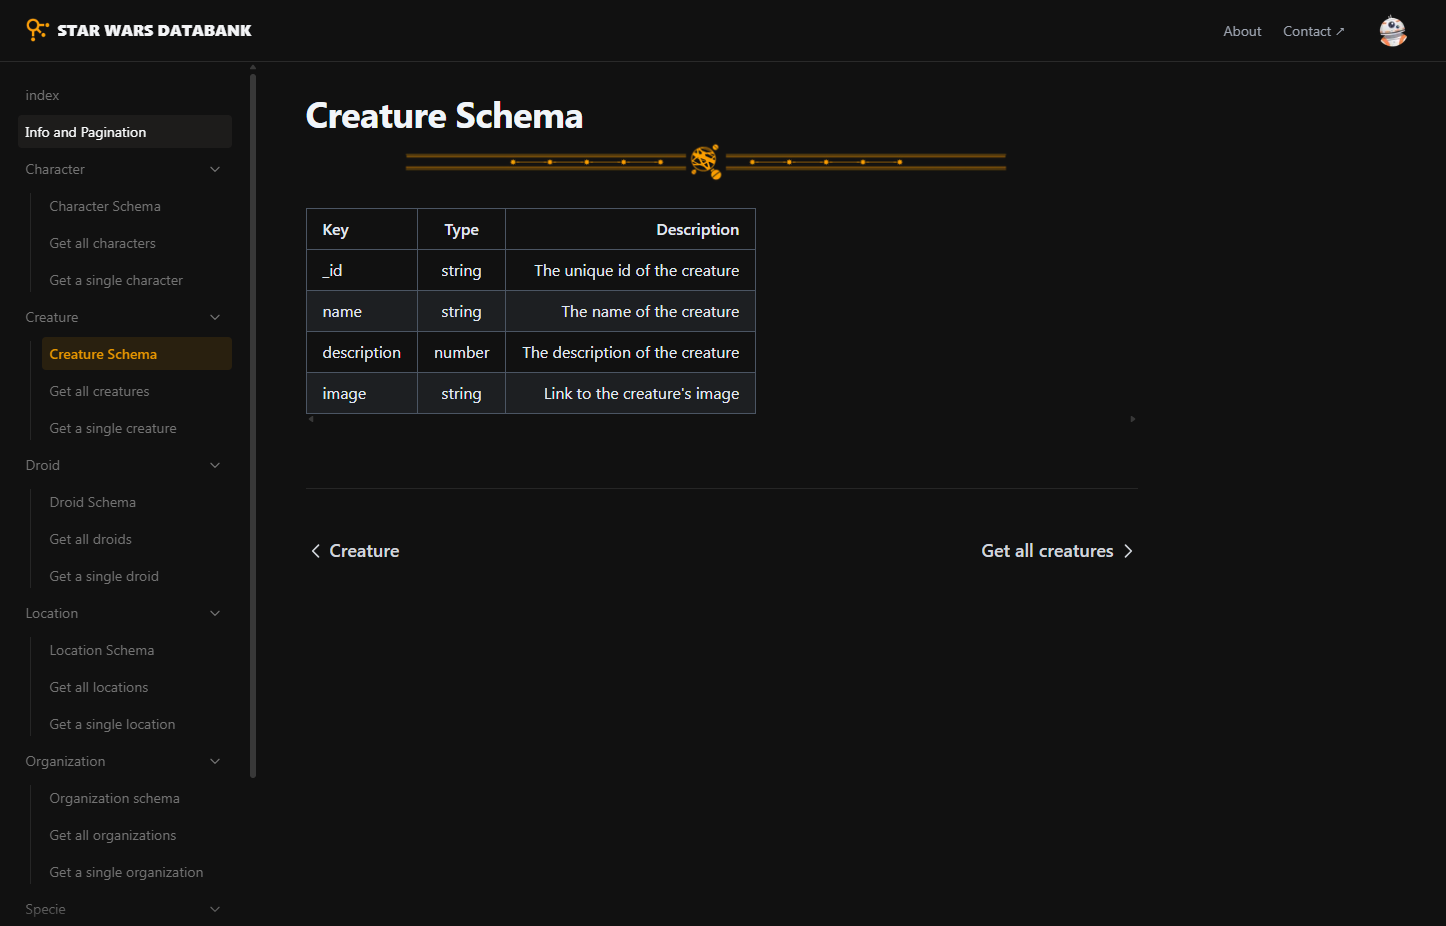 STAR WARS DATABANK
About
Contact ↗
index
Info and Pagination
Character
Character Schema
Get all characters
Get a single character
Creature
Creature Schema
Get all creatures
Get a single creature
Droid
Droid Schema
Get all droids
Get a single droid
Location
Location Schema
Get all locations
Get a single location
Organization
Organization schema
Get all organizations
Get a single organization
Specie
Creature Schema
Key Type Description
_id string The unique id of the creature
name string The name of the creature
description number The description of the creature
image string Link to the creature's image
Creature
Get all creatures